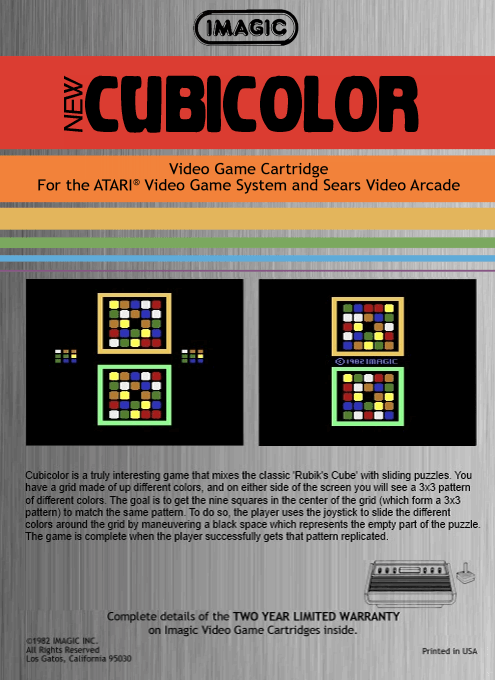 IMAGIC
NEW CUBICOLOR
Video Game Cartridge
For the ATARI® Video Game System and Sears Video Arcade
©1982 IMAGIC
Cubicolor is a truly interesting game that mixes the classic 'Rubik's Cube' with sliding puzzles. You
have a grid made of up different colors, and on either side of the screen you will see a 3x3 pattern
of different colors. The goal is to get the nine squares in the center of the grid (which form a 3x3
pattern) to match the same pattern. To do so, the player uses the joystick to slide the different
colors around the grid by maneuvering a black space which represents the empty part of the puzzle.
The game is complete when the player successfully gets that pattern replicated.
Complete details of the TWO YEAR LIMITED WARRANTY
on Imagic Video Game Cartridges inside.
©1982 IMAGIC INC.
All Rights Reserved
Los Gatos, California 95030
Printed in USA